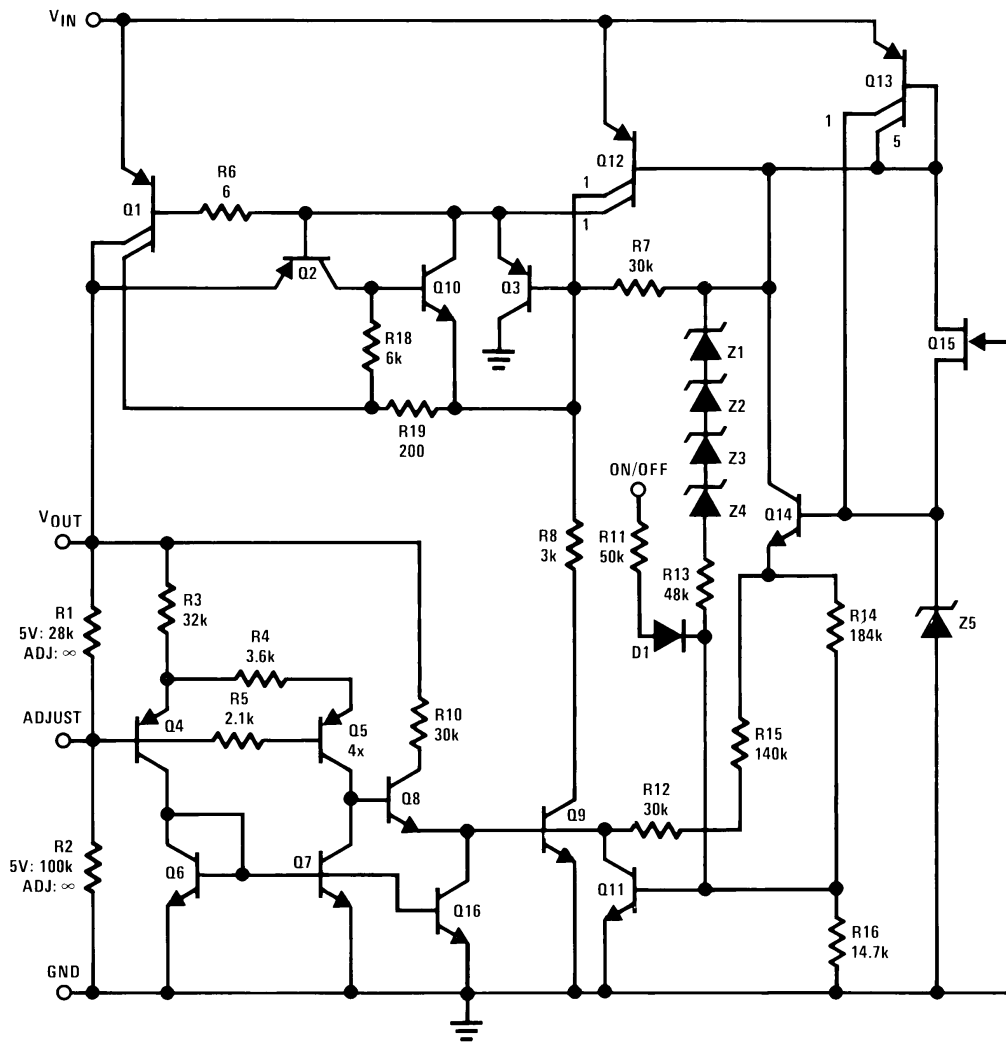 VIN
Q13
1
5
Q12
1
1
R6
6
Q1
Q2
Q10
Q3
R7
30k
R18
6k
R19
200
Z1
Z2
Z3
Z4
Q15
ON/OFF
VOUT
R1
5V: 28k
ADJ: ∞
R3
32k
R4
3.6k
R8
3k
R11
50k
R13
48k
Q14
R14
184k
Z5
D1
ADJUST
Q4
R5
2.1k
Q5
4x
R10
30k
R15
140k
Q8
R12
30k
Q9
R2
5V: 100k
ADJ: ∞
Q6
Q7
Q16
Q11
R16
14.7k
GND